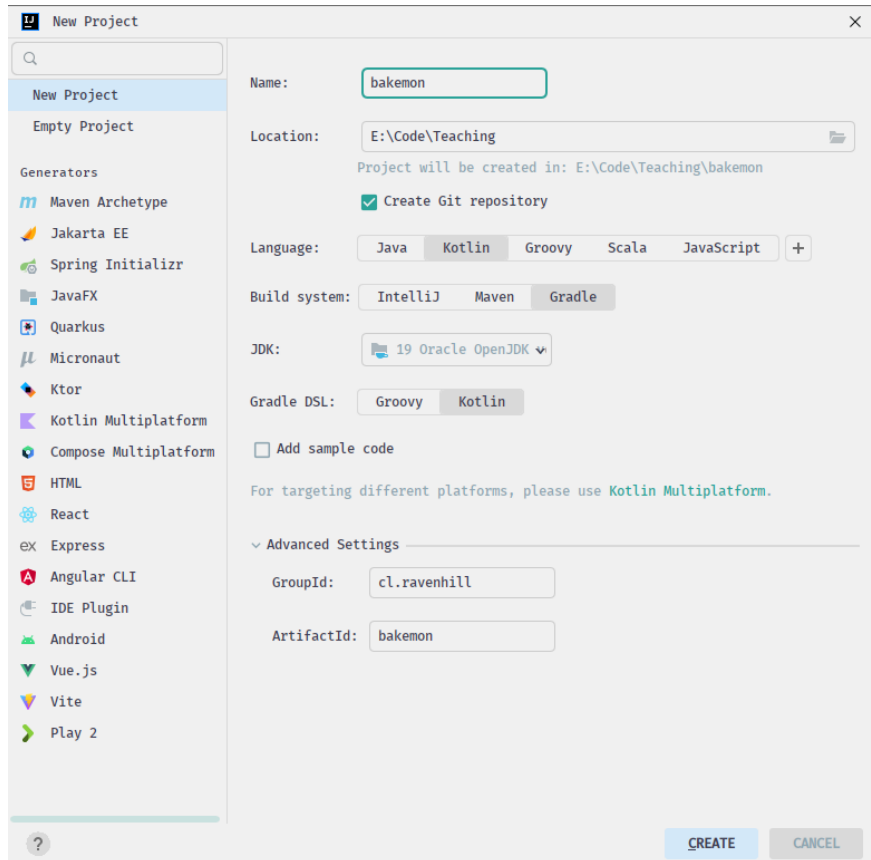 New Project
New Project
Empty Project
Generators
Maven Archetype
Jakarta EE
Spring Initializr
JavaFX
Quarkus
Micronaut
Ktor
Kotlin Multiplatform
Compose Multiplatform
HTML
React
Express
Angular CLI
IDE Plugin
Android
Vue.js
Vite
Play 2
Name: bakemon
Location: E:\Code\Teaching
Project will be created in: E:\Code\Teaching\bakemon
Create Git repository
Language: Java Kotlin Groovy Scala JavaScript +
Build system: IntelliJ Maven Gradle
JDK: 19 Oracle OpenJDK
Gradle DSL: Groovy Kotlin
Add sample code
For targeting different platforms, please use Kotlin Multiplatform.
Advanced Settings
GroupId: cl.ravenhill
ArtifactId: bakemon
? CREATE CANCEL